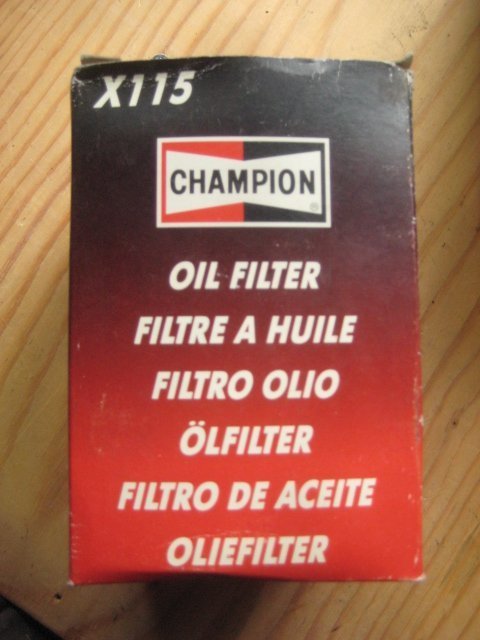 X115
CHAMPION
®
OIL FILTER
FILTRE A HUILE
FILTRO OLIO
ÖLFILTER
FILTRO DE ACEITE
OLIEFILTER